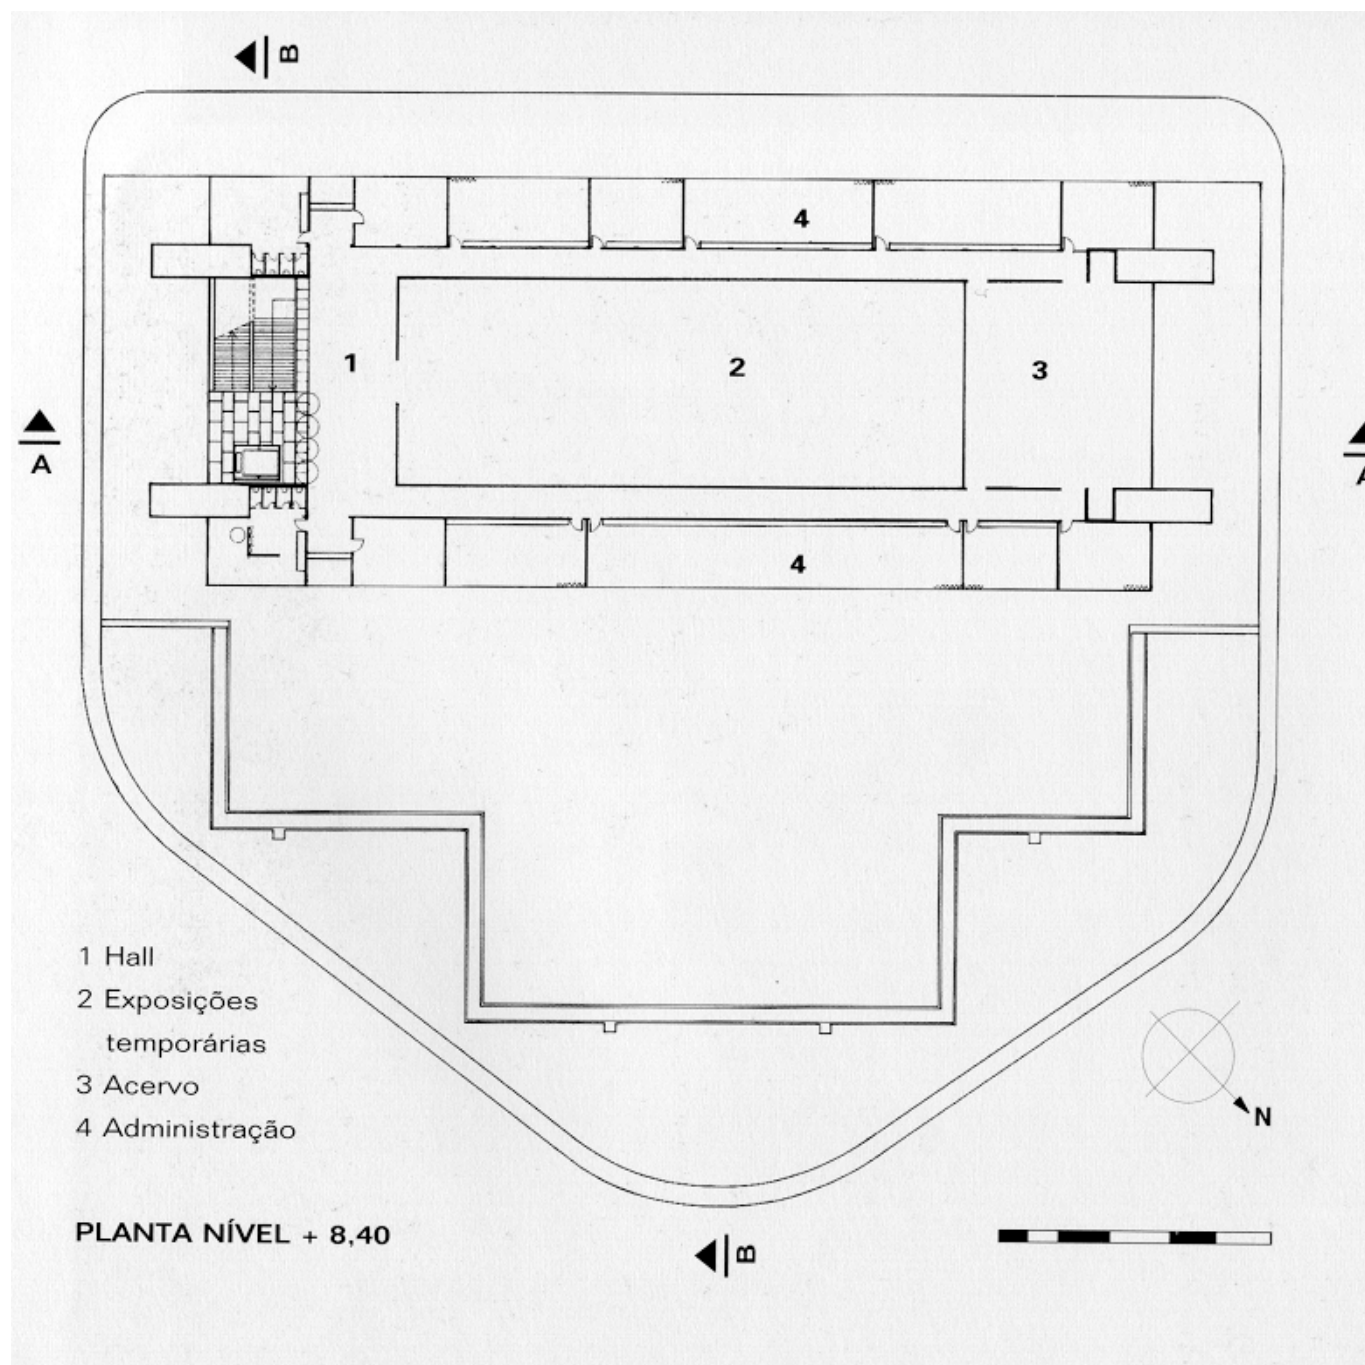 B
4
1
2
3
A
A
4
1 Hall
2 Exposições
temporárias
3 Acervo
4 Administração
N
PLANTA NÍVEL + 8,40
B